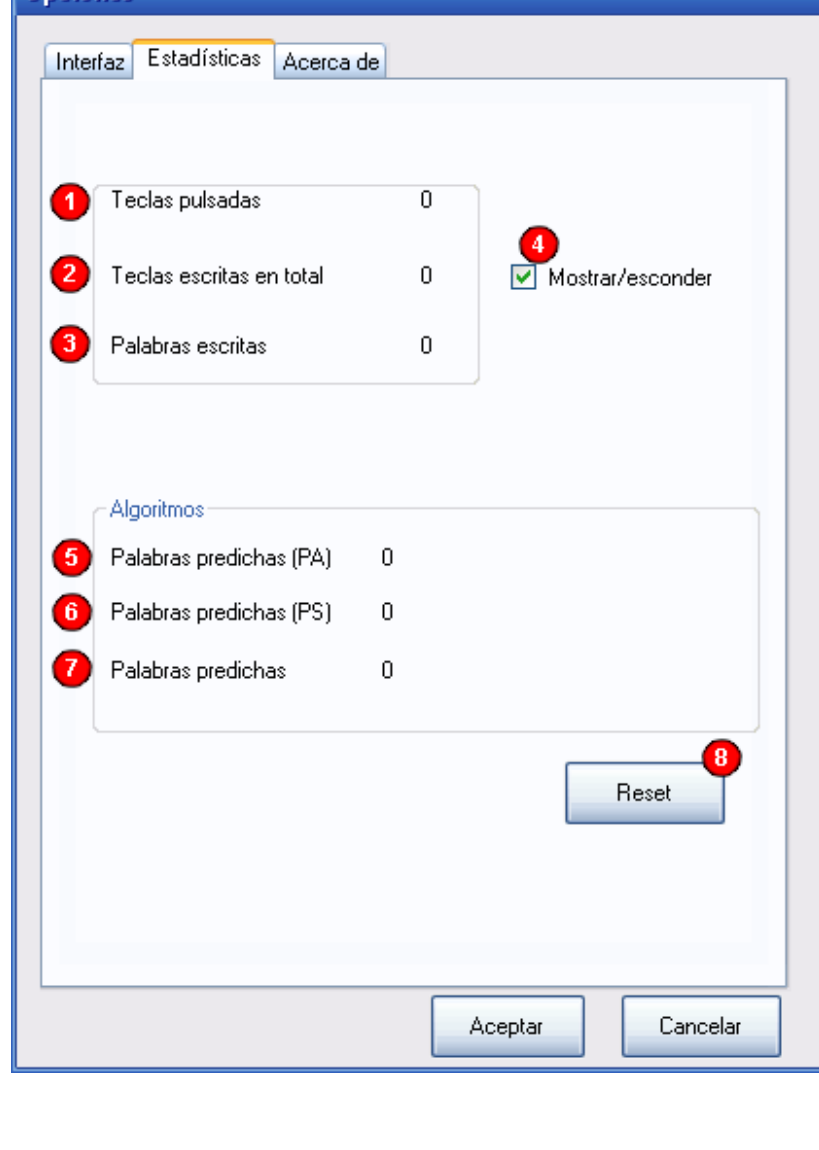 Interfaz Estadísticas Acerca de
1 Teclas pulsadas 0
4
2 Teclas escritas en total 0 Mostrar/esconder
3 Palabras escritas 0
Algoritmos
5 Palabras predichas (PA) 0
6 Palabras predichas (PS) 0
7 Palabras predichas 0
8
Reset
Aceptar Cancelar